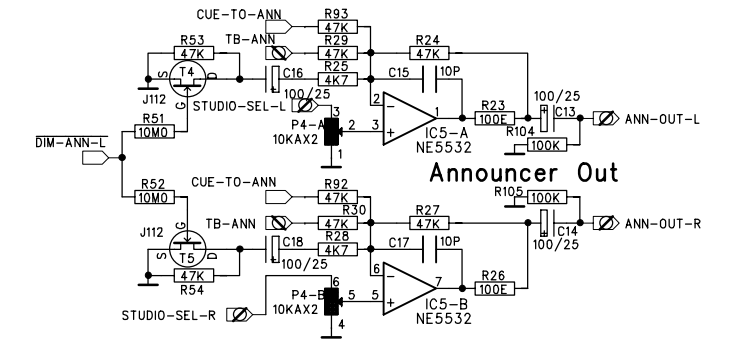 CUE-TO-ANN
R93
47K
R53
47K
TB-ANN
R29
47K
R24
47K
S
T4
D
C16
R25
4K7
C15
10P
J112
G
STUDIO-SEL-L
100/25
2
100/25
R51
10M0
P4-A
10KAX2
3
2
3
1
1
IC5-A
NE5532
R23
100E
R104
C13
100K
ANN-OUT-L
DIM-ANN-L
Announcer Out
R52
10M0
CUE-TO-ANN
R92
47K
R105
100K
J112
G
TB-ANN
R30
47K
R27
47K
C14
100/25
ANN-OUT-R
S
T5
D
C18
100/25
R28
4K7
C17
10P
47K
R54
6
6
P4-B
10KAX2
5
5
4
7
IC5-B
NE5532
R26
100E
STUDIO-SEL-R